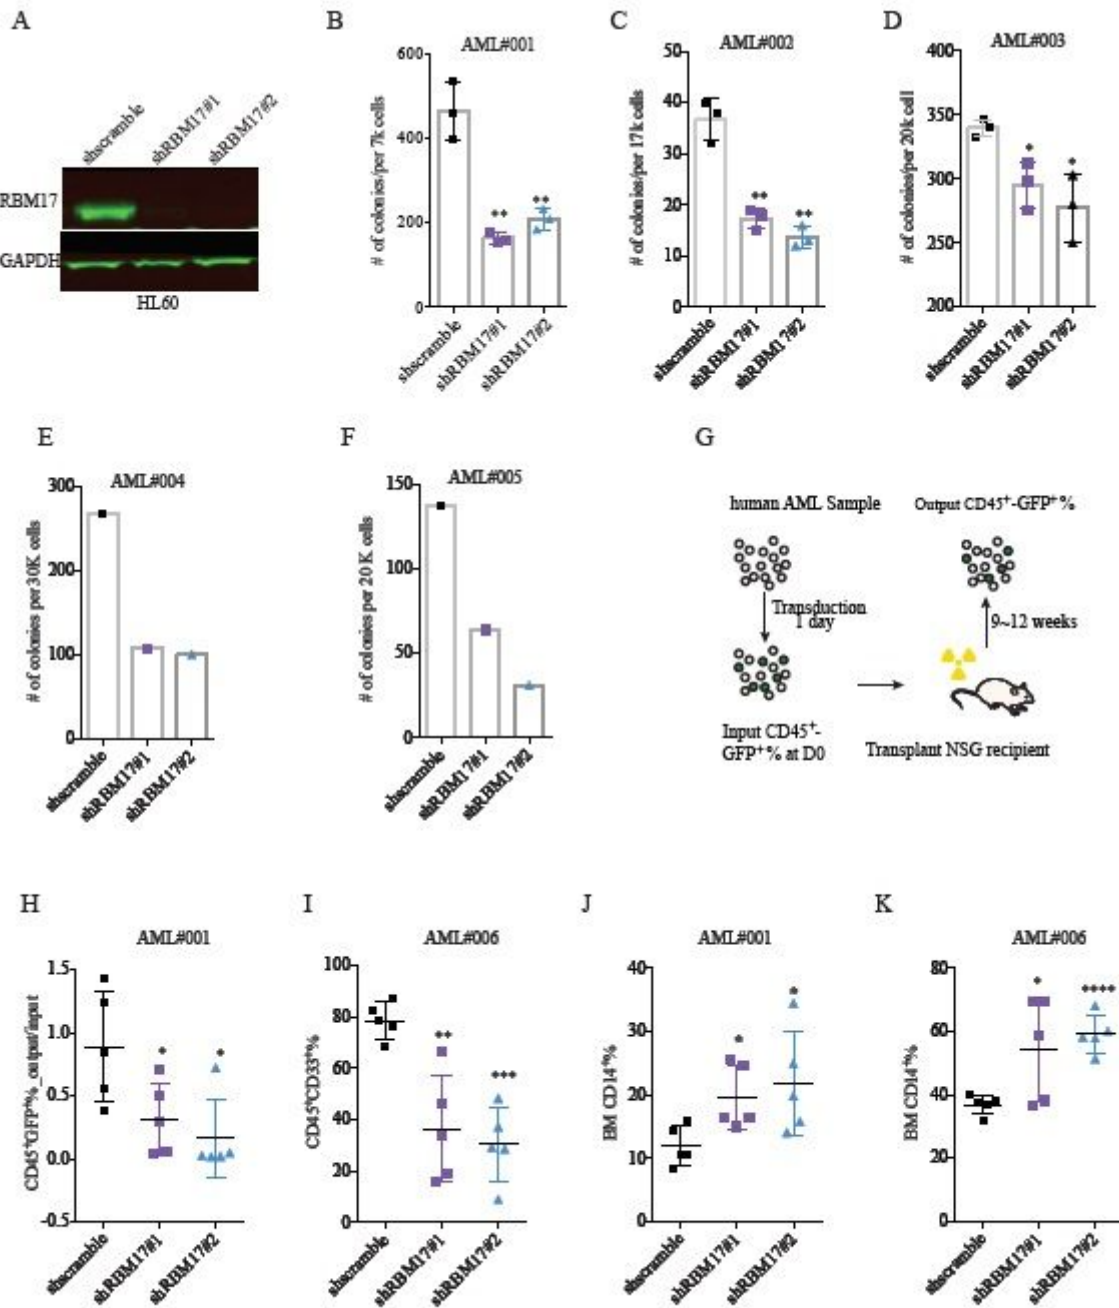 A
shscramble
shRBM17#1
shRBM17#2
RBM17
GAPDH
HL60
B
AML#001
# of colonies/per 7k cells
600
400
200
0
**
**
shscramble
shRBM17#1
shRBM17#2
C
AML#002
# of colonies/per 17k cells
50
40
30
20
10
0
**
**
shscramble
shRBM17#1
shRBM17#2
D
AML#003
# of colonies/per 20k cell
400
350
300
250
200
*
*
shscramble
shRBM17#1
shRBM17#2
E
AML#004
# of colonies per 30K cells
300
200
100
0
shscramble
shRBM17#1
shRBM17#2
F
AML#005
# of colonies per 20 K cells
150
100
50
0
shscramble
shRBM17#1
shRBM17#2
G
human AML Sample
Output CD45+-GFP+%
Transduction
1 day
9~12 weeks
Input CD45+-
GFP+% at D0
Transplant NSG recipient
H
AML#001
CD45+GFP+%_output/input
1.5
1.0
0.5
0.0
-0.5
*
*
shscramble
shRBM17#1
shRBM17#2
I
AML#006
CD45+CD33+%
100
80
60
40
20
0
**
***
shscramble
shRBM17#1
shRBM17#2
J
AML#001
BM CD14+%
40
30
20
10
0
*
*
shscramble
shRBM17#1
shRBM17#2
K
AML#006
BM CD14+%
80
60
40
20
0
*
****
shscramble
shRBM17#1
shRBM17#2